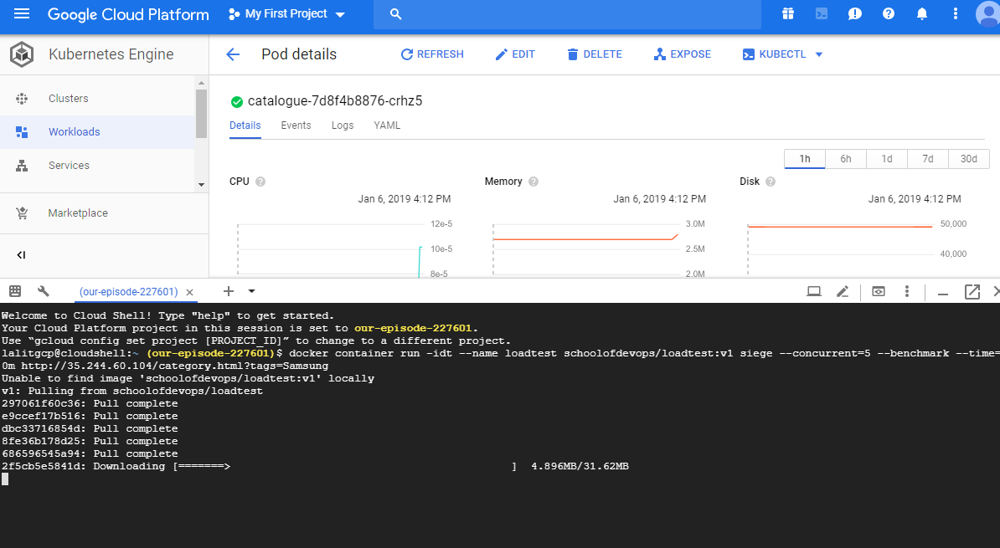 Google Cloud Platform My First Project
Kubernetes Engine
Pod details REFRESH EDIT DELETE EXPOSE KUBECTL
Clusters
Workloads
Services
Marketplace
catalogue-7d8f4b8876-crhz5
Details Events Logs YAML
1h 6h 1d 7d 30d
CPU Memory Disk
Jan 6, 2019 4:12 PM Jan 6, 2019 4:12 PM Jan 6, 2019 4:12 PM
12e-5 3.0M 50,000
10e-5 2.5M 40,000
8e-5 2.0M
(our-episode-227601)
Welcome to Cloud Shell! Type "help" to get started.
Your Cloud Platform project in this session is set to our-episode-227601.
Use “gcloud config set project [PROJECT_ID]” to change to a different project.
lalitgcp@cloudshell:~ (our-episode-227601)$ docker container run -idt --name loadtest schoolofdevops/loadtest:v1 siege --concurrent=5 --benchmark --time=
0m http://35.244.60.104/category.html?tags=Samsung
Unable to find image 'schoolofdevops/loadtest:v1' locally
v1: Pulling from schoolofdevops/loadtest
297061f60c36: Pull complete
e9ccef17b516: Pull complete
dbc33716854d: Pull complete
8fe36b178d25: Pull complete
686596545a94: Pull complete
2f5cb5e5841d: Downloading [=======> ] 4.896MB/31.62MB